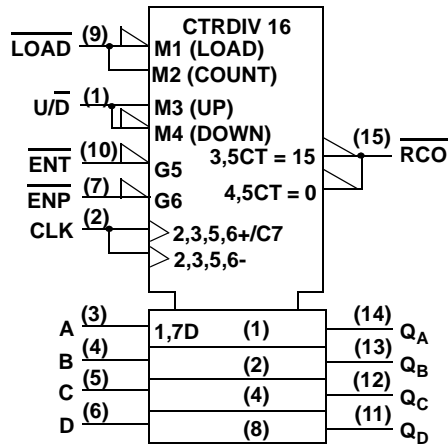 CTRDIV 16
LOAD (9) M1 (LOAD)
M2 (COUNT)
U/D (1) M3 (UP)
M4 (DOWN)
ENT (10) G5
3,5CT = 15 (15) RCO
ENP (7) G6
4,5CT = 0
CLK (2) 2,3,5,6+/C7
2,3,5,6-
A (3) 1,7D (1) (14) QA
B (4) (2) (13) QB
C (5) (4) (12) QC
D (6) (8) (11) QD